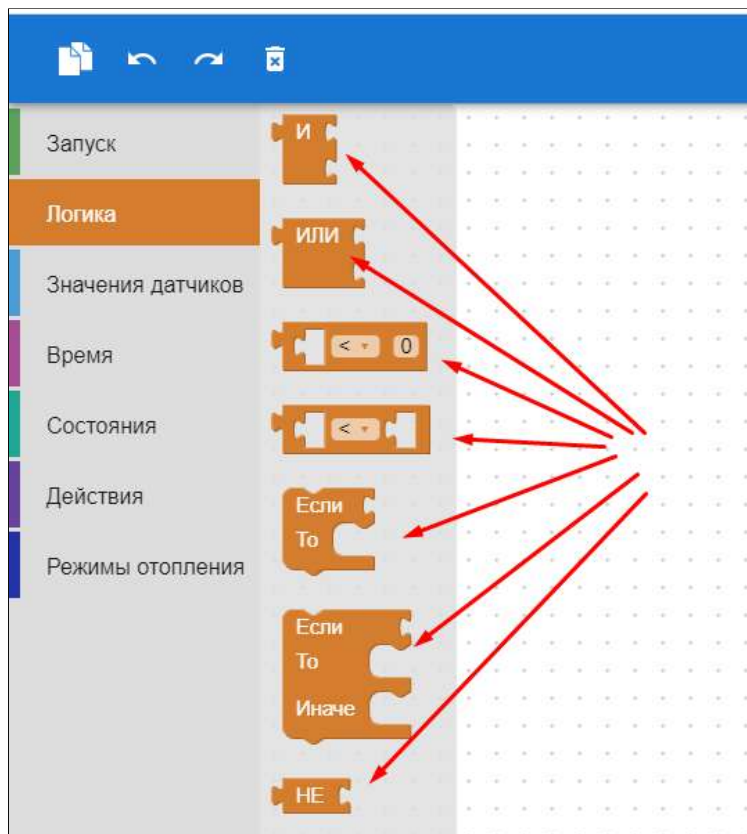 Запуск
Логика
Значения датчиков
Время
Состояния
Действия
Режимы отопления
И
ИЛИ
< 0
<
Если
То
Если
То
Иначе
НЕ